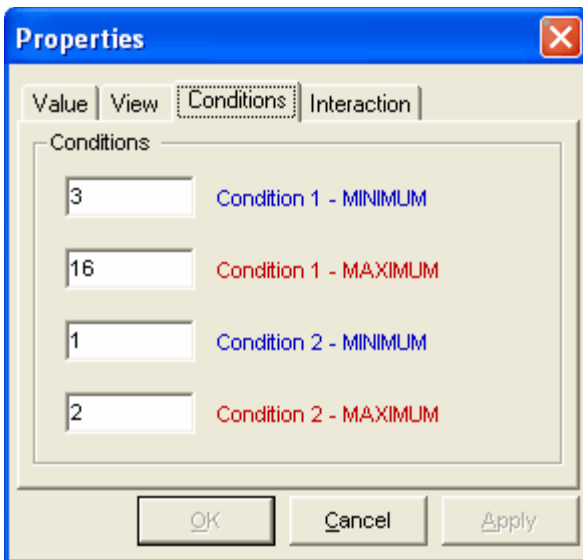 Properties
Value View Conditions Interaction
Conditions
3 Condition 1 - MINIMUM
16 Condition 1 - MAXIMUM
1 Condition 2 - MINIMUM
2 Condition 2 - MAXIMUM
OK Cancel Apply